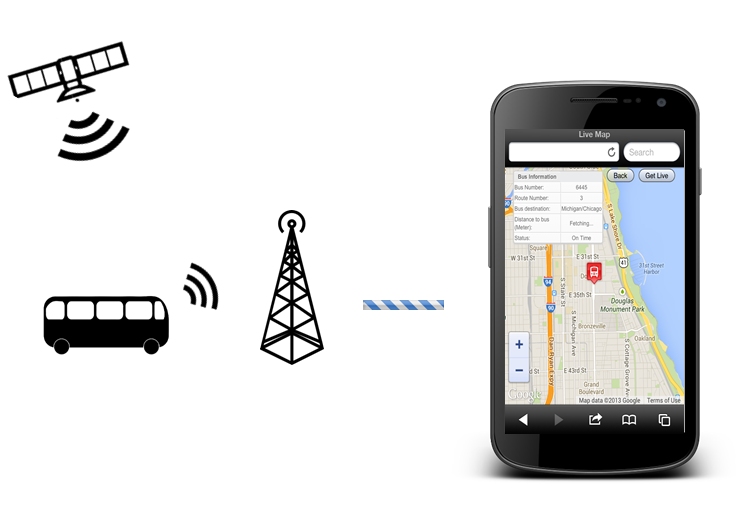 Live Map
Search
Bus Information
Back
Get Live
Bus Number: 6445
Route Number: 3
Bus destination: Michigan/Chicago
Distance to bus
(Meter): Fetching...
Status: On Time
S Lake Shore Dr
Square
W 31st St
E 31st St
31st Street
Harbor
41
94
E 35th St
90
6
Douglas
Monument Park
S State St
S Michigan Ave
Bronzeville
Oakland
Dan Ryan Expy
S Cottage Grove Ave
+
−
E 43rd St
Grand
Boulevard
Google
Map data ©2013 Google
Terms of Use